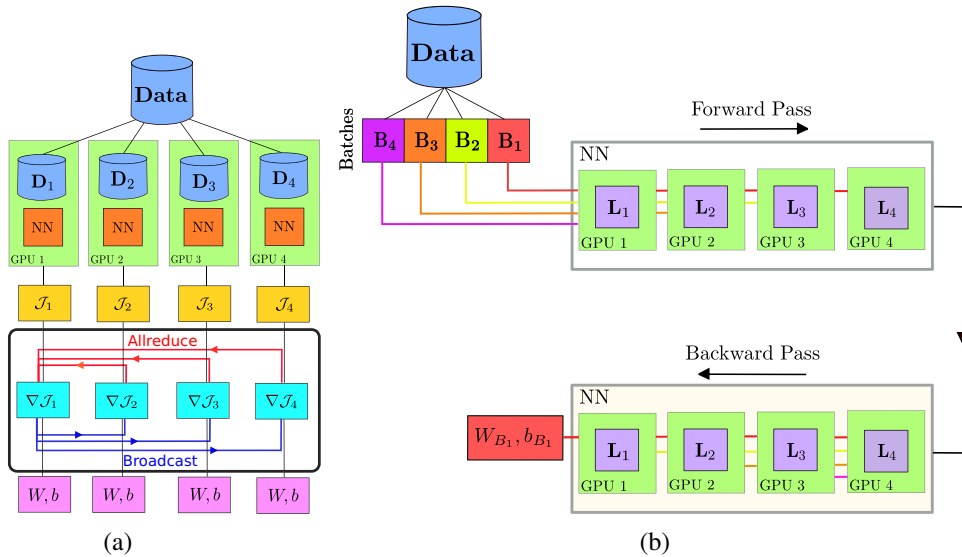 Data
D1 D2 D3 D4
NN NN NN NN
GPU 1 GPU 2 GPU 3 GPU 4
𝒥1 𝒥2 𝒥3 𝒥4
Allreduce
∇𝒥1 ∇𝒥2 ∇𝒥3 ∇𝒥4
Broadcast
W, b W, b W, b W, b
(a)
Data
Batches
B4 B3 B2 B1
Forward Pass
NN
L1 L2 L3 L4
GPU 1 GPU 2 GPU 3 GPU 4
Backward Pass
NN
W_B1, b_B1
L1 L2 L3 L4
GPU 1 GPU 2 GPU 3 GPU 4
(b)